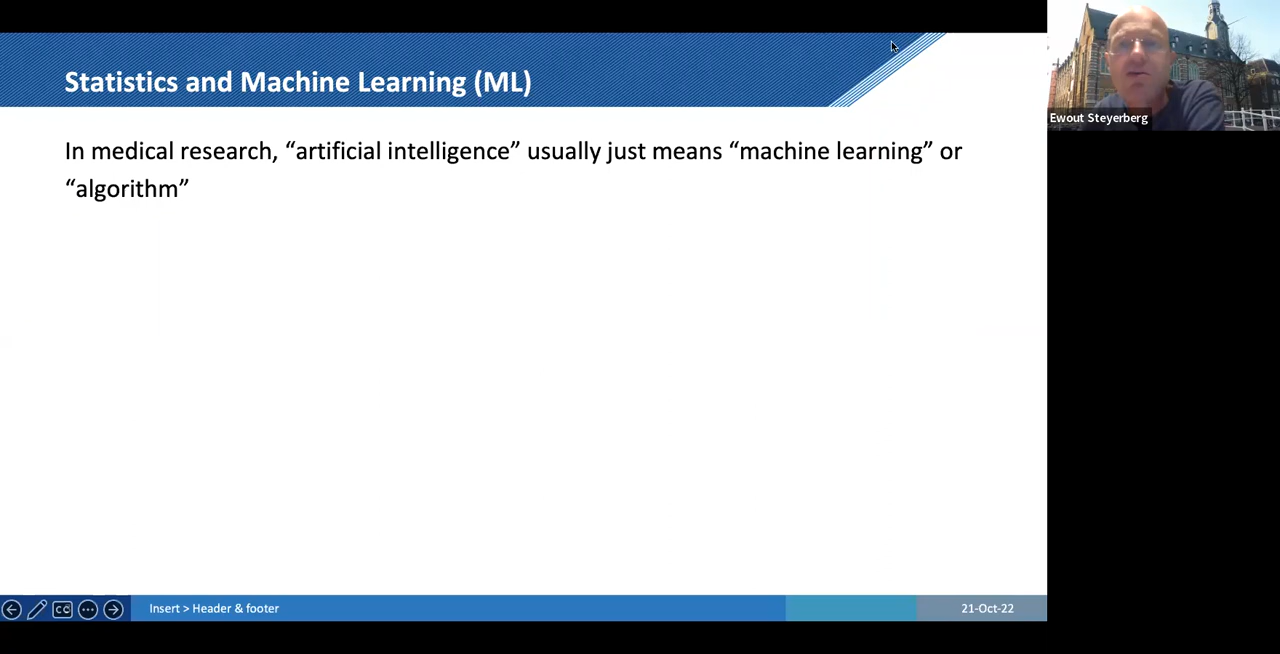 Statistics and Machine Learning (ML)
In medical research, “artificial intelligence” usually just means “machine learning” or
“algorithm”
Ewout Steyerberg
CC
Insert > Header & footer
21-Oct-22